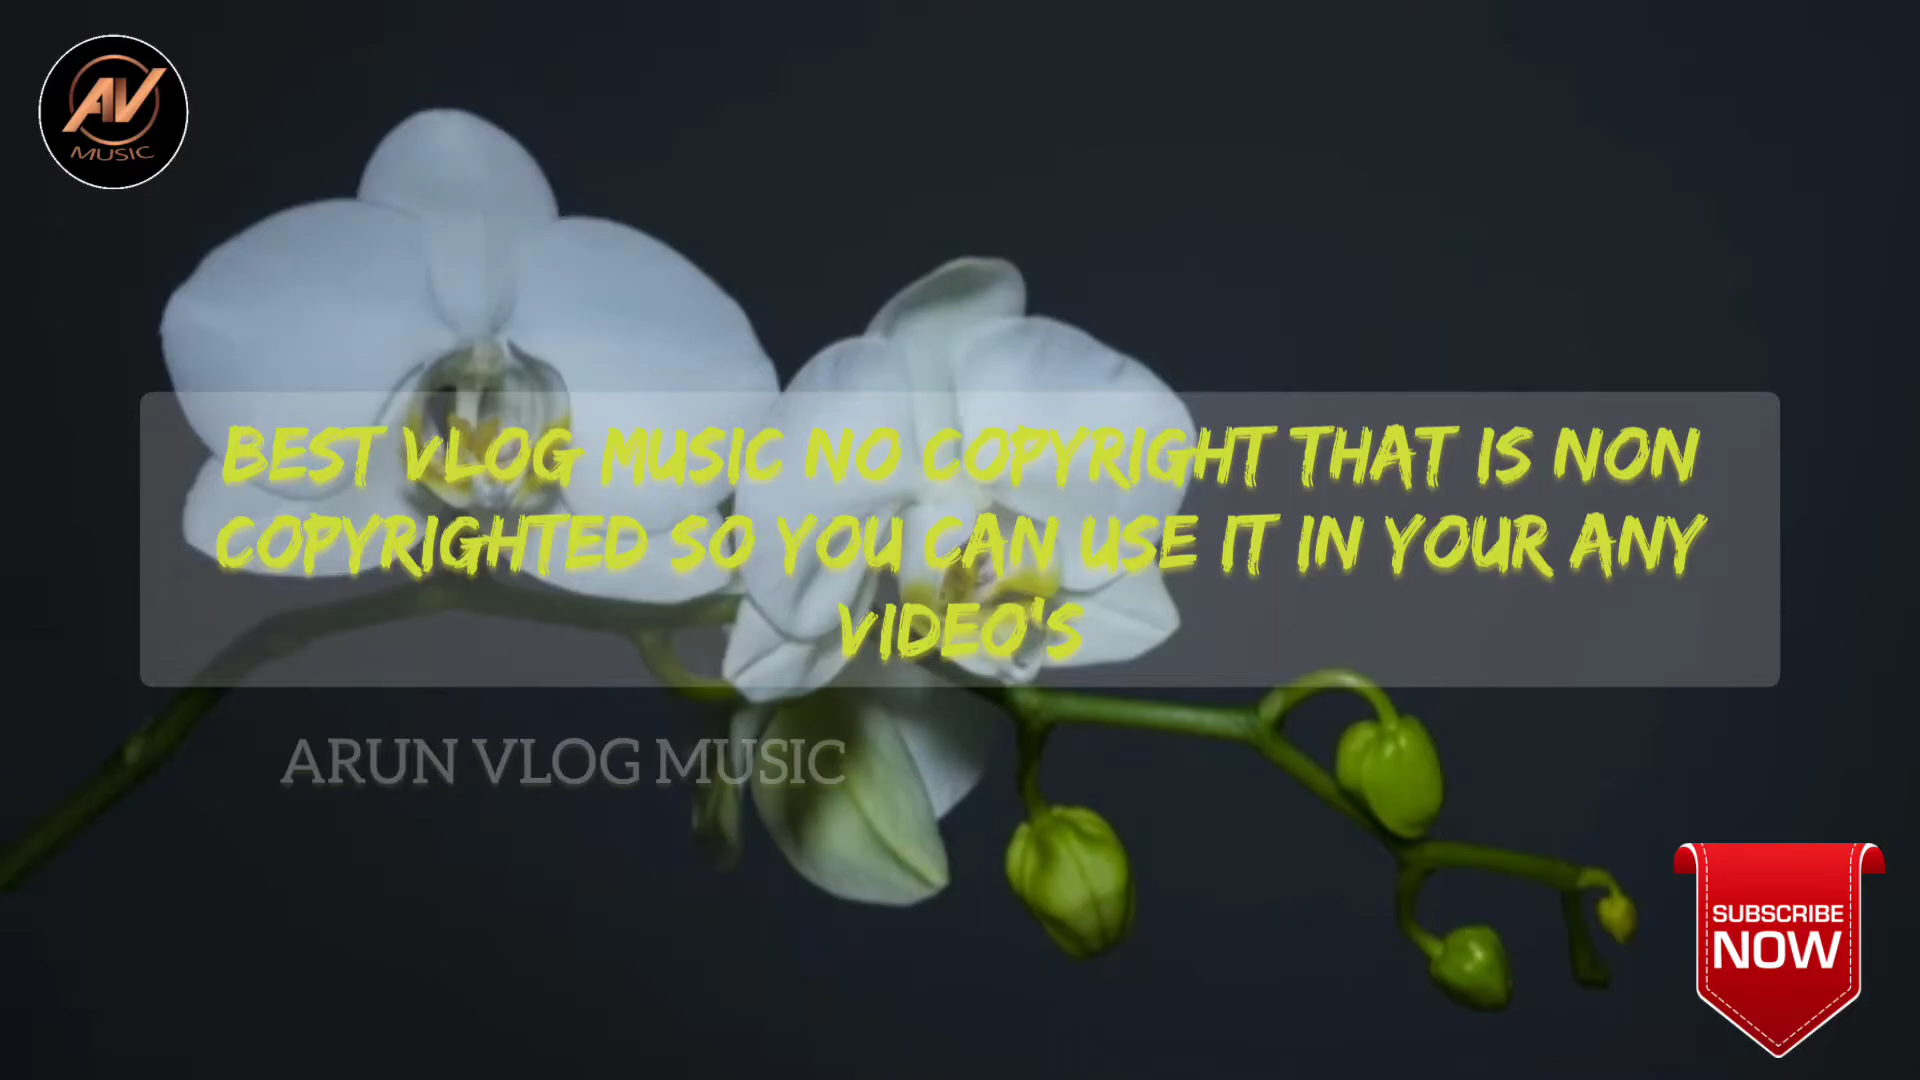 AV
MUSIC
BEST VLOG MUSIC NO COPYRIGHT THAT IS NON
COPYRIGHTED SO YOU CAN USE IT IN YOUR ANY
VIDEO'S
ARUN VLOG MUSIC
SUBSCRIBE
NOW